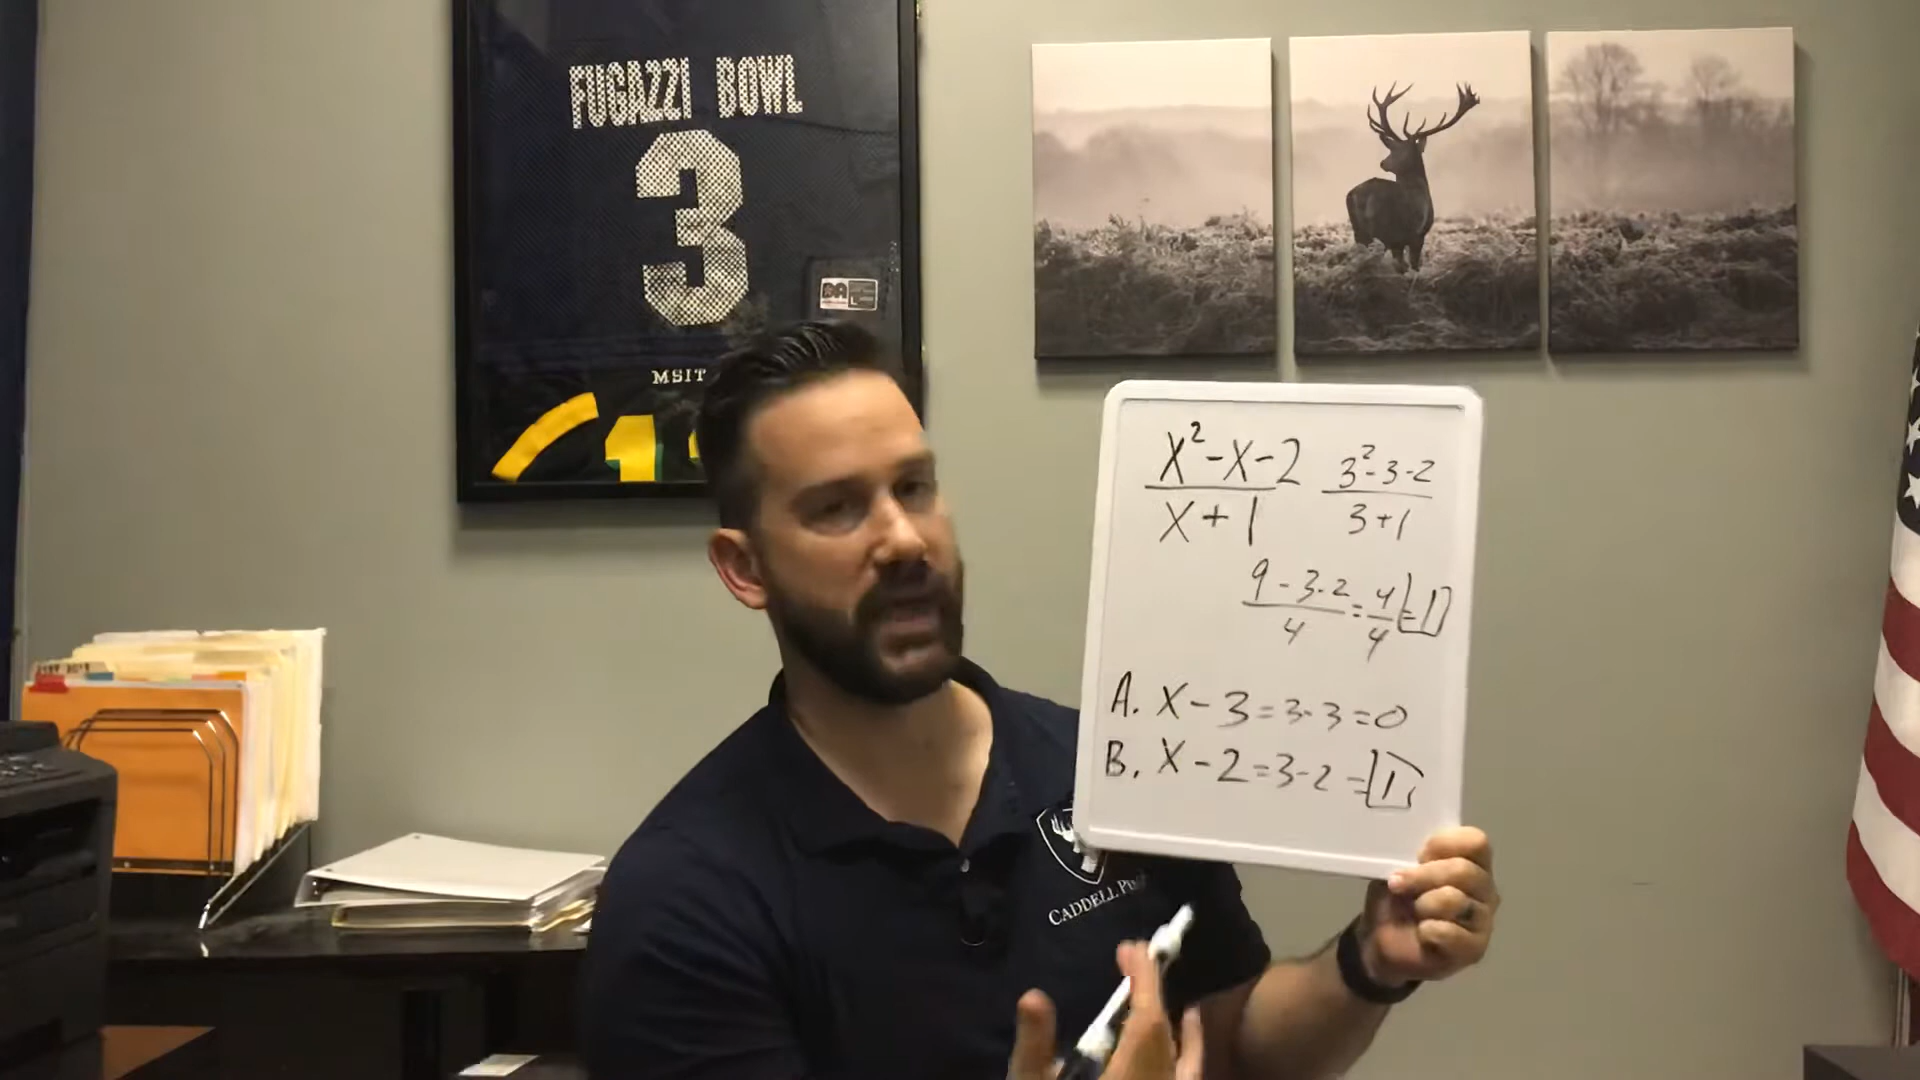 FUGAZZI BOWL
3
MSIT
x² - x - 2
x + 1
3² - 3 - 2
3 + 1
9 - 3 - 2
4
= 4/4 = 1
A. x - 3 = 3 - 3 = 0
B. x - 2 = 3 - 2 = 1
CADDELL